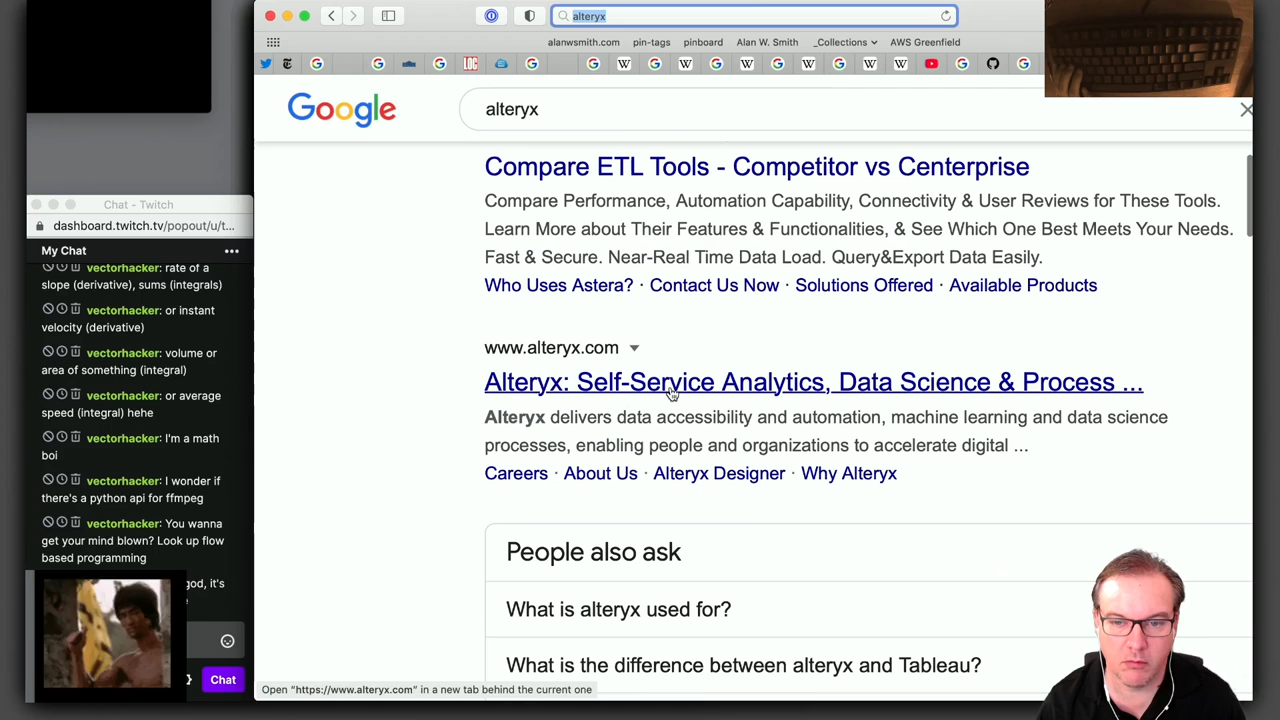 alteryx
alanwsmith.com pin-tags pinboard Alan W. Smith _Collections AWS Greenfield
LOC
Google
alteryx
Compare ETL Tools - Competitor vs Centerprise
Compare Performance, Automation Capability, Connectivity & User Reviews for These Tools.
Learn More about Their Features & Functionalities, & See Which One Best Meets Your Needs.
Fast & Secure. Near-Real Time Data Load. Query&Export Data Easily.
Who Uses Astera? · Contact Us Now · Solutions Offered · Available Products
www.alteryx.com
Alteryx: Self-Service Analytics, Data Science & Process ...
Alteryx delivers data accessibility and automation, machine learning and data science
processes, enabling people and organizations to accelerate digital ...
Careers · About Us · Alteryx Designer · Why Alteryx
People also ask
What is alteryx used for?
What is the difference between alteryx and Tableau?
Open "https://www.alteryx.com" in a new tab behind the current one
Chat - Twitch
dashboard.twitch.tv/popout/u/t...
My Chat
vectorhacker: rate of a
slope (derivative), sums (integrals)
vectorhacker: or instant
velocity (derivative)
vectorhacker: volume or
area of something (integral)
vectorhacker: or average
speed (integral) hehe
vectorhacker: I'm a math
boi
vectorhacker: I wonder if
there's a python api for ffmpeg
vectorhacker: You wanna
get your mind blown? Look up flow
based programming
god, it's
Chat